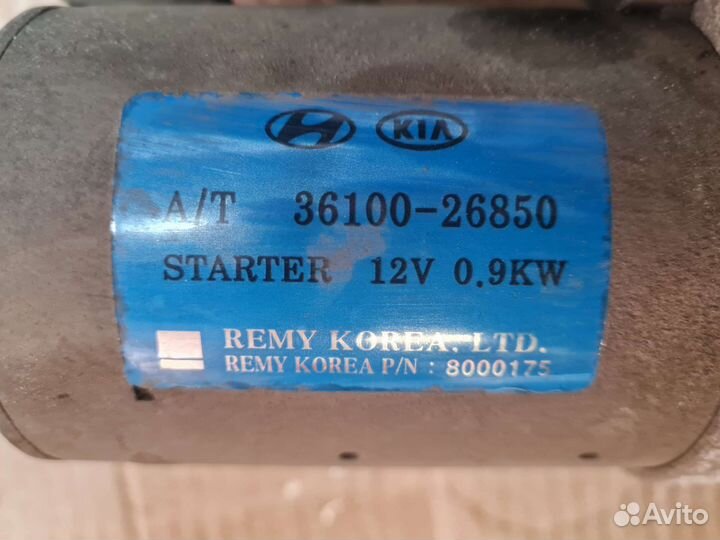 KIA
A/T 36100-26850
STARTER 12V 0.9KW
REMY KOREA, LTD.
REMY KOREA P/N : 8000175
Avito